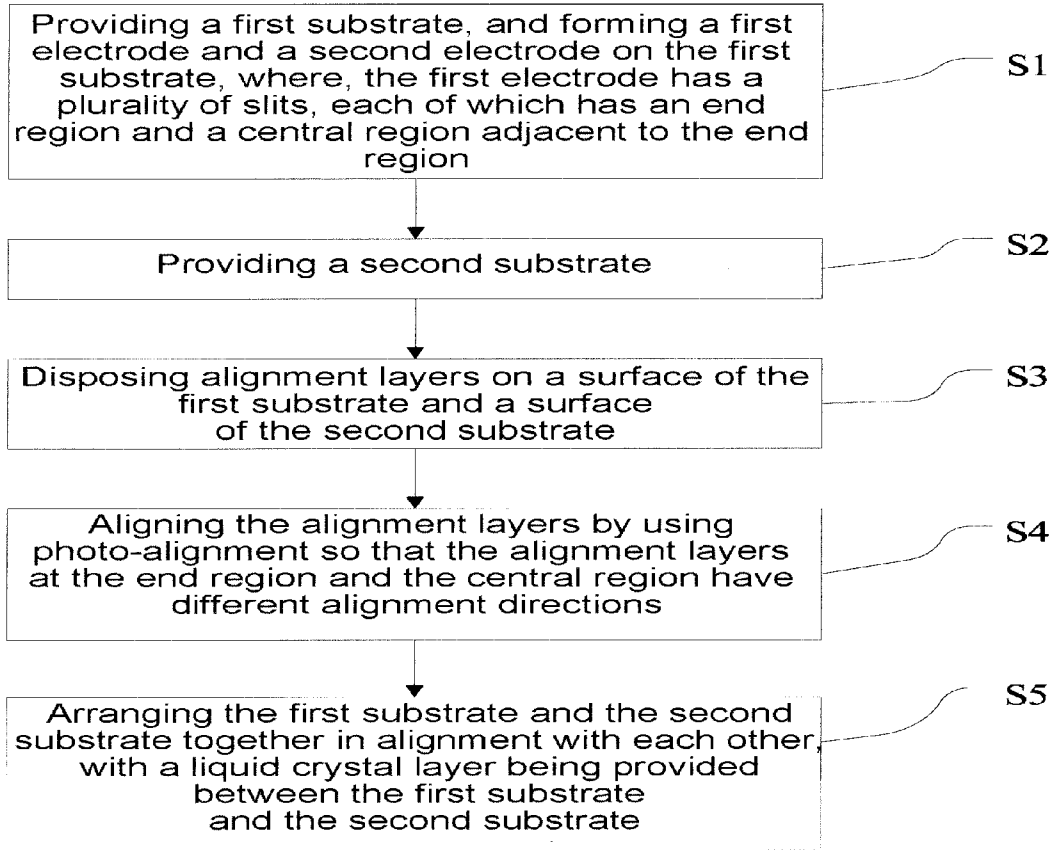 Providing a first substrate, and forming a first
electrode and a second electrode on the first
substrate, where, the first electrode has a
plurality of slits, each of which has an end
region and a central region adjacent to the end
region
S1
Providing a second substrate
S2
Disposing alignment layers on a surface of the
first substrate and a surface
of the second substrate
S3
Aligning the alignment layers by using
photo-alignment so that the alignment layers
at the end region and the central region have
different alignment directions
S4
Arranging the first substrate and the second
substrate together in alignment with each other,
with a liquid crystal layer being provided
between the first substrate
and the second substrate
S5